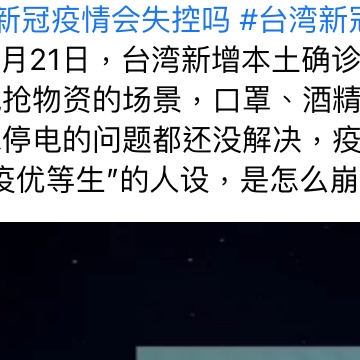 新冠疫情会失控吗 #台湾新
月21日，台湾新增本土确诊
抢物资的场景，口罩、酒精
停电的问题都还没解决，疫
疫优等生”的人设，是怎么崩